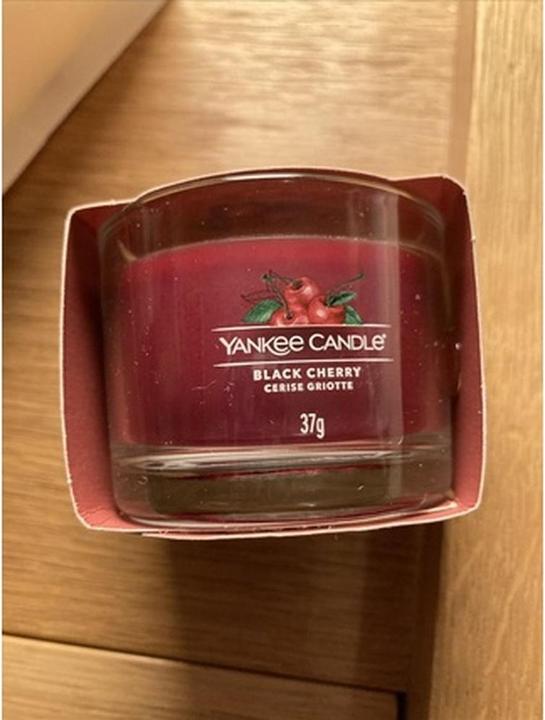 YANKEE CANDLE®
BLACK CHERRY
CERISE GRIOTTE
37g